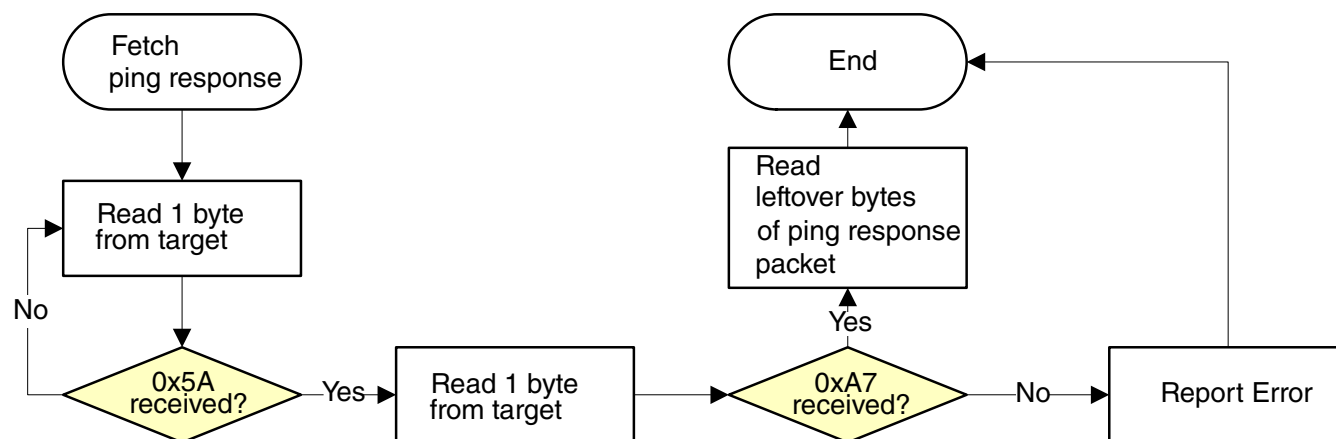 Fetch
ping response
Read 1 byte
from target
No
0x5A
received?
Yes
Read 1 byte
from target
0xA7
received?
Yes
Read
leftover bytes
of ping response
packet
End
No
Report Error